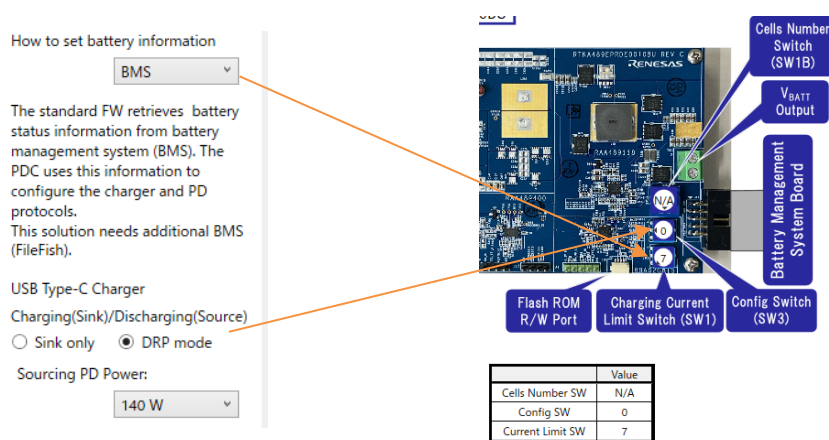 How to set battery information
BMS
The standard FW retrieves battery
status information from battery
management system (BMS). The
PDC uses this information to
configure the charger and PD
protocols.
This solution needs additional BMS
(FileFish).
USB Type-C Charger
Charging(Sink)/Discharging(Source)
Sink only
DRP mode
Sourcing PD Power:
140 W
RENESAS
RAA489110
RAA489400
N/A
0
7
Cells Number
Switch
(SW1B)
VBATT
Output
Battery Management
System Board
Flash ROM
R/W Port
Charging Current
Limit Switch (SW1)
Config Switch
(SW3)
Value
Cells Number SW N/A
Config SW 0
Current Limit SW 7